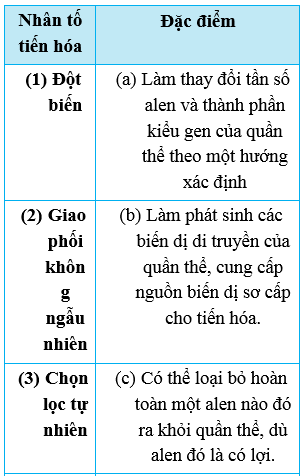 Nhân tố
tiến hóa
Đặc điểm
(1) Đột
biến
(a) Làm thay đổi tần số
alen và thành phần
kiểu gen của quần
thể theo một hướng
xác định
(2) Giao
phối
khôn
g
ngẫu
nhiên
(b) Làm phát sinh các
biến dị di truyền của
quần thể, cung cấp
nguồn biến dị sơ cấp
cho tiến hóa.
(3) Chọn
lọc tự
nhiên
(c) Có thể loại bỏ hoàn
toàn một alen nào đó
ra khỏi quần thể, dù
alen đó là có lợi.